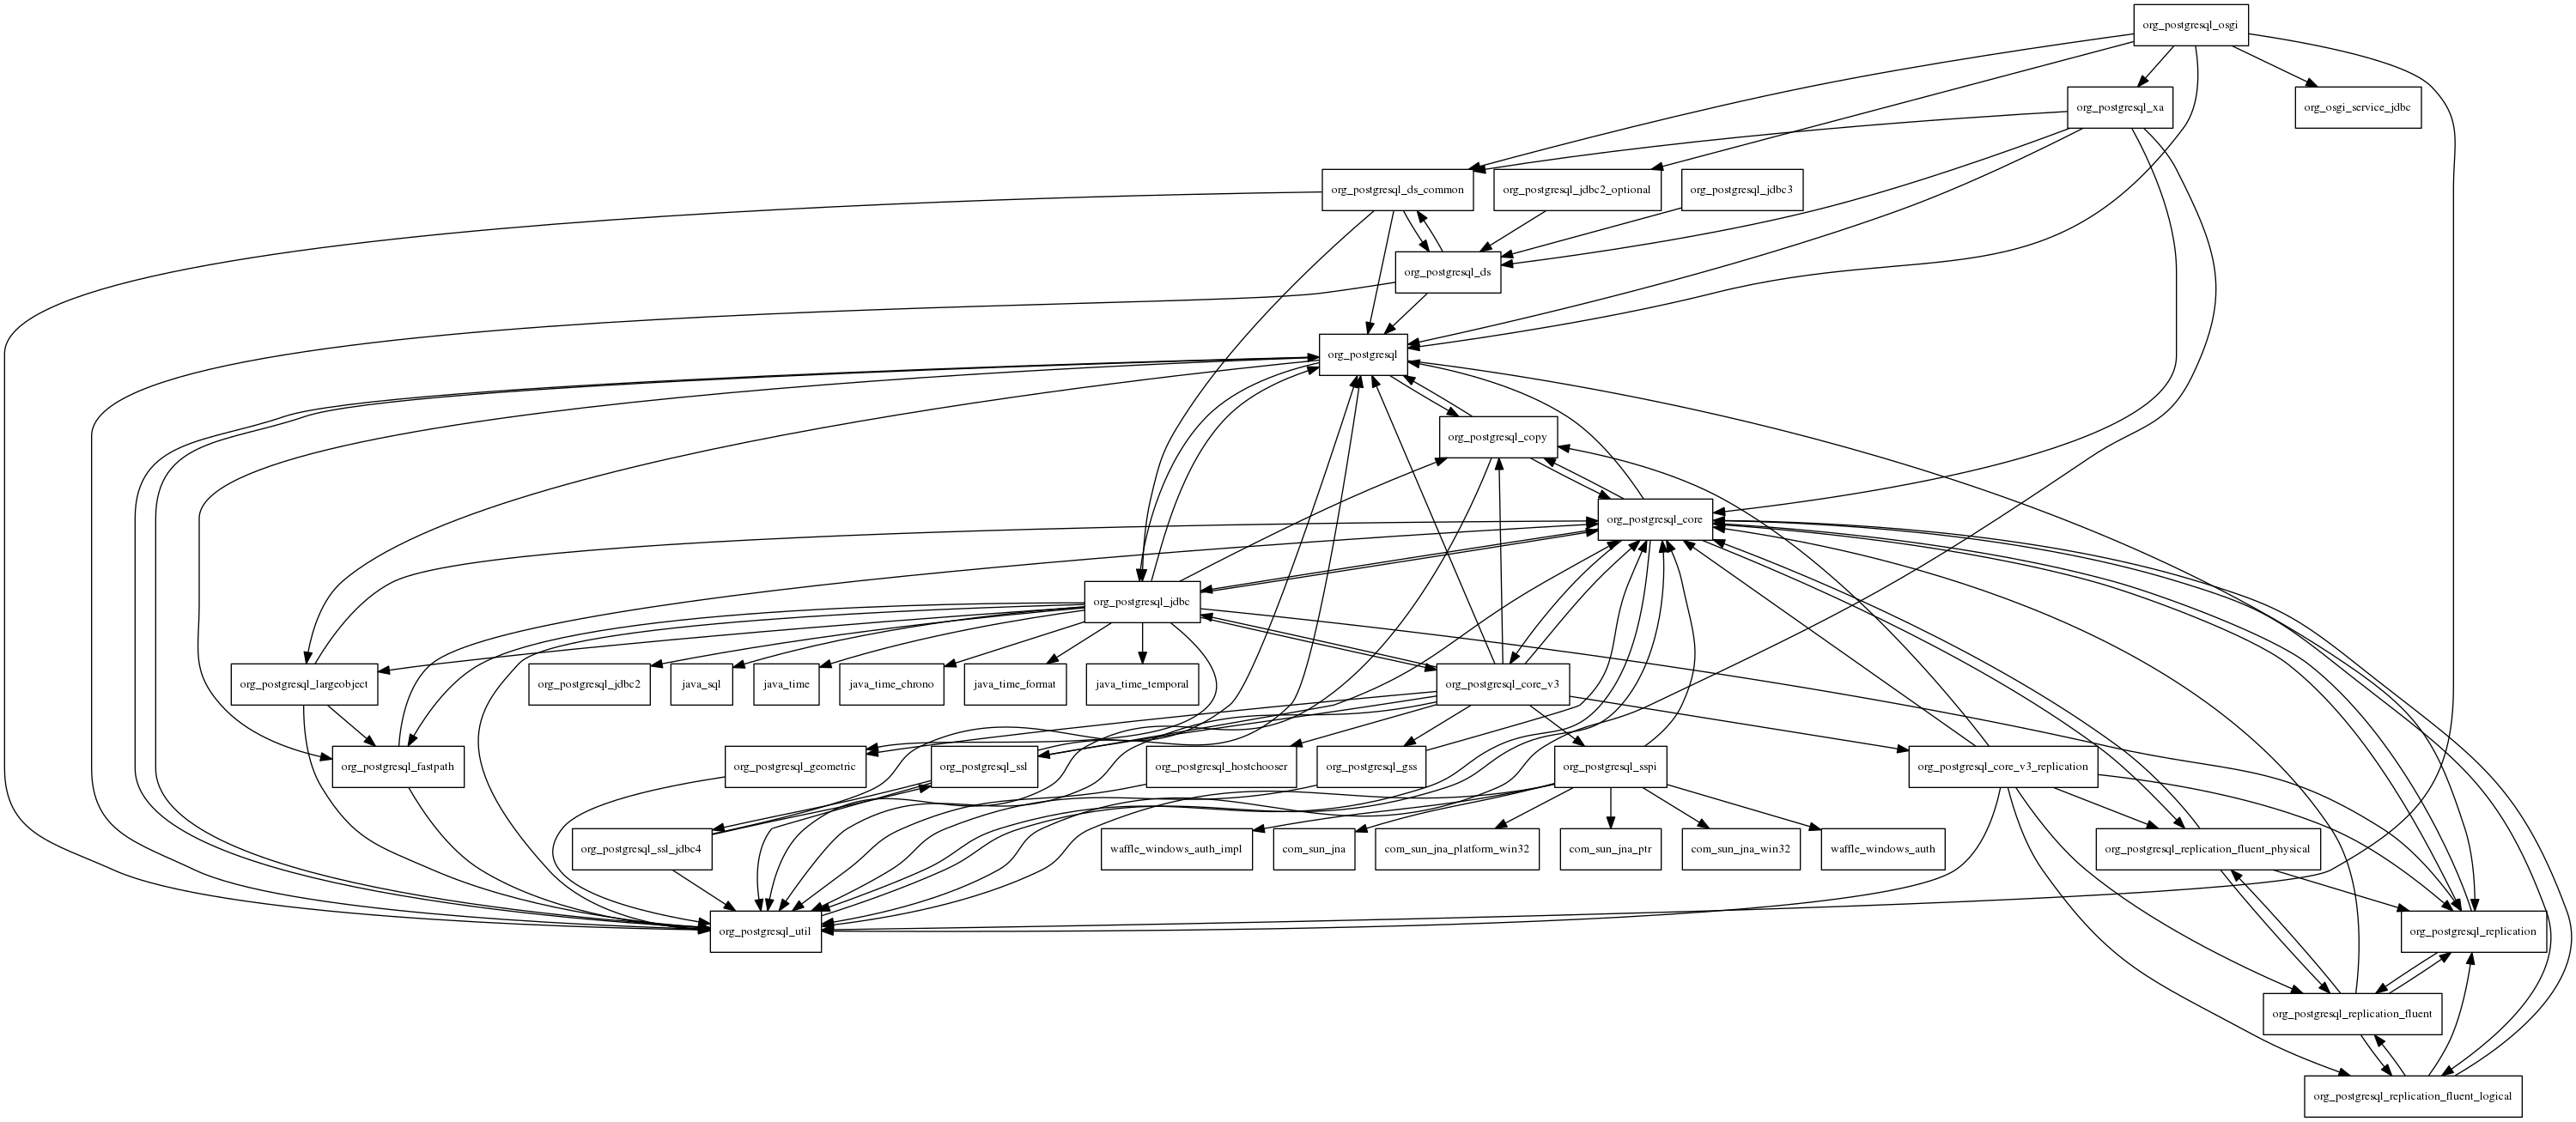 org_postgresql_osgi
org_postgresql_xa
org_osgi_service_jdbc
org_postgresql_ds_common
org_postgresql_jdbc2_optional
org_postgresql_jdbc3
org_postgresql_ds
org_postgresql
org_postgresql_copy
org_postgresql_core
org_postgresql_jdbc
org_postgresql_largeobject
org_postgresql_jdbc2
java_sql
java_time
java_time_chrono
java_time_format
java_time_temporal
org_postgresql_core_v3
org_postgresql_fastpath
org_postgresql_geometric
org_postgresql_ssl
org_postgresql_hostchooser
org_postgresql_gss
org_postgresql_sspi
org_postgresql_core_v3_replication
org_postgresql_ssl_jdbc4
waffle_windows_auth_impl
com_sun_jna
com_sun_jna_platform_win32
com_sun_jna_ptr
com_sun_jna_win32
waffle_windows_auth
org_postgresql_replication_fluent_physical
org_postgresql_util
org_postgresql_replication
org_postgresql_replication_fluent
org_postgresql_replication_fluent_logical